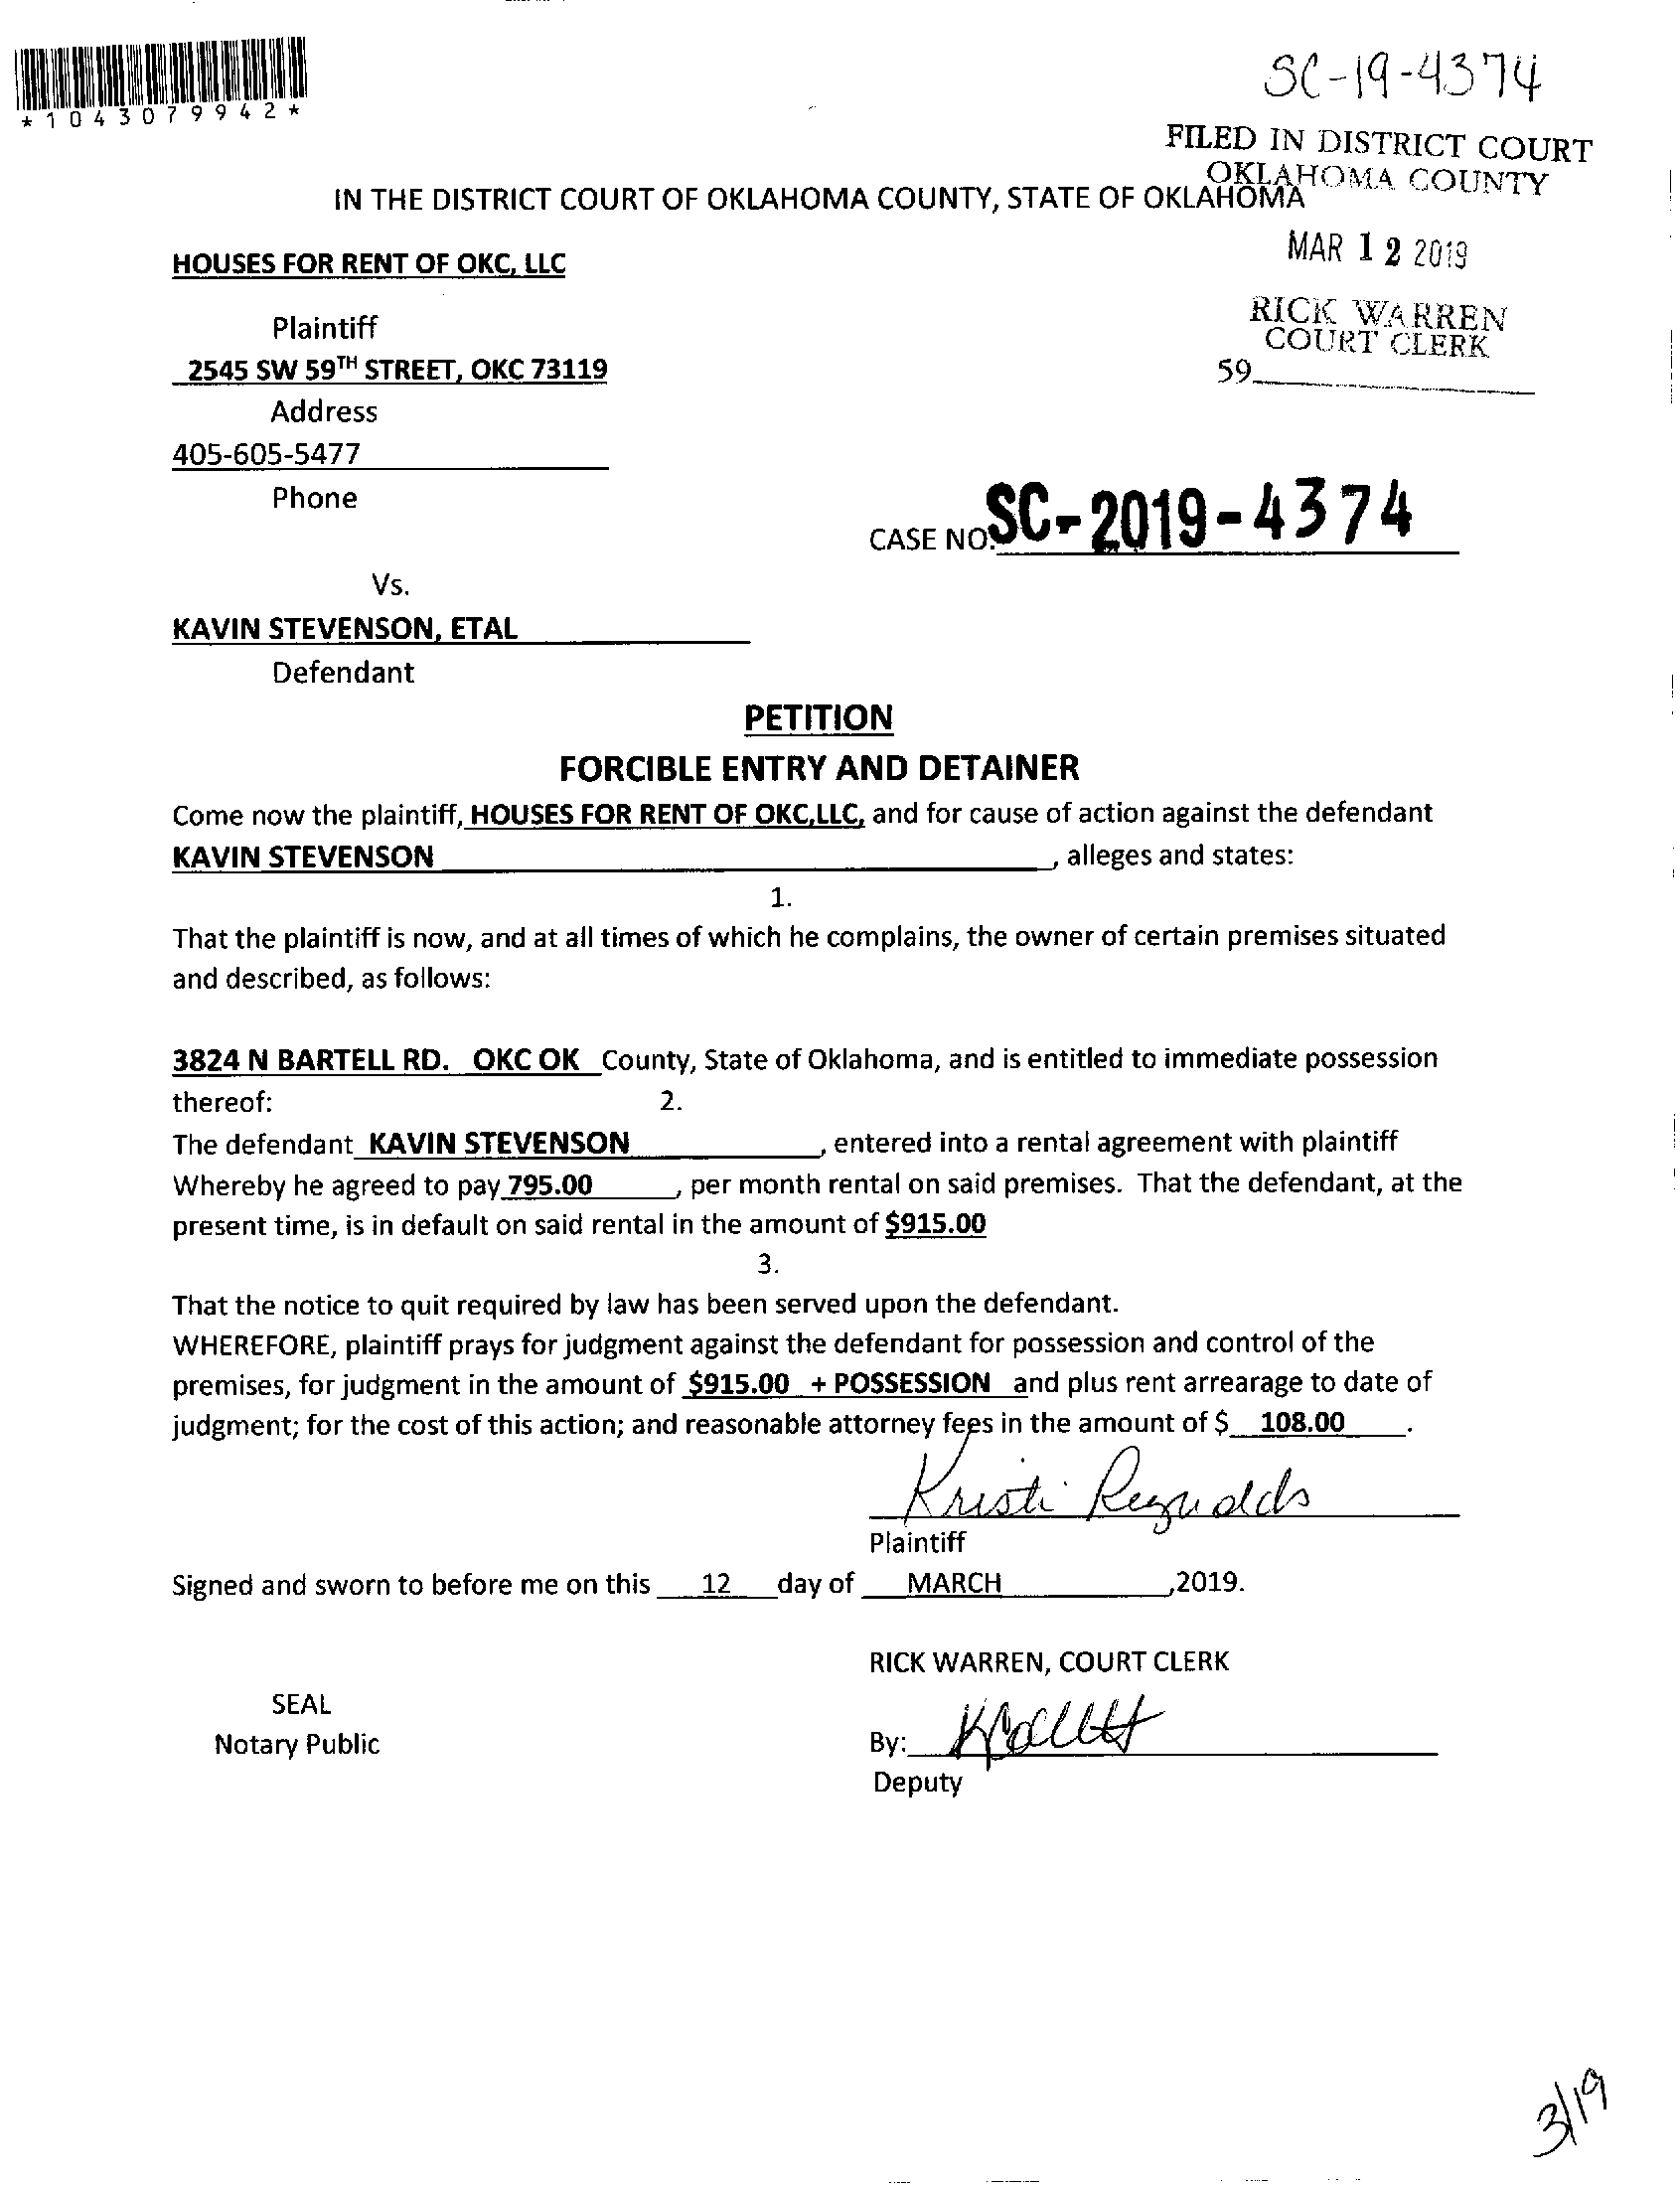 *1043079942*
SC-19-4374
FILED IN DISTRICT COURT
OKLAHOMA COUNTY
IN THE DISTRICT COURT OF OKLAHOMA COUNTY, STATE OF OKLAHOMA
MAR 12 2019
HOUSES FOR RENT OF OKC, LLC
RICK WARREN
COURT CLERK
Plaintiff
2545 SW 59TH STREET, OKC 73119
59
Address
405-605-5477
Phone
CASE NO. SC-2019-4374
Vs.
KAVIN STEVENSON, ETAL
Defendant
PETITION
FORCIBLE ENTRY AND DETAINER
Come now the plaintiff, HOUSES FOR RENT OF OKC,LLC, and for cause of action against the defendant
KAVIN STEVENSON, alleges and states:
1.
That the plaintiff is now, and at all times of which he complains, the owner of certain premises situated
and described, as follows:
3824 N BARTELL RD. OKC OK County, State of Oklahoma, and is entitled to immediate possession
thereof: 2.
The defendant KAVIN STEVENSON, entered into a rental agreement with plaintiff
Whereby he agreed to pay 795.00, per month rental on said premises. That the defendant, at the
present time, is in default on said rental in the amount of $915.00
3.
That the notice to quit required by law has been served upon the defendant.
WHEREFORE, plaintiff prays for judgment against the defendant for possession and control of the
premises, for judgment in the amount of $915.00 + POSSESSION and plus rent arrearage to date of
judgment; for the cost of this action; and reasonable attorney fees in the amount of $ 108.00.
Kristi Reynolds
Plaintiff
Signed and sworn to before me on this 12 day of MARCH,2019.
RICK WARREN, COURT CLERK
SEAL
Notary Public
By:
Deputy
3/19